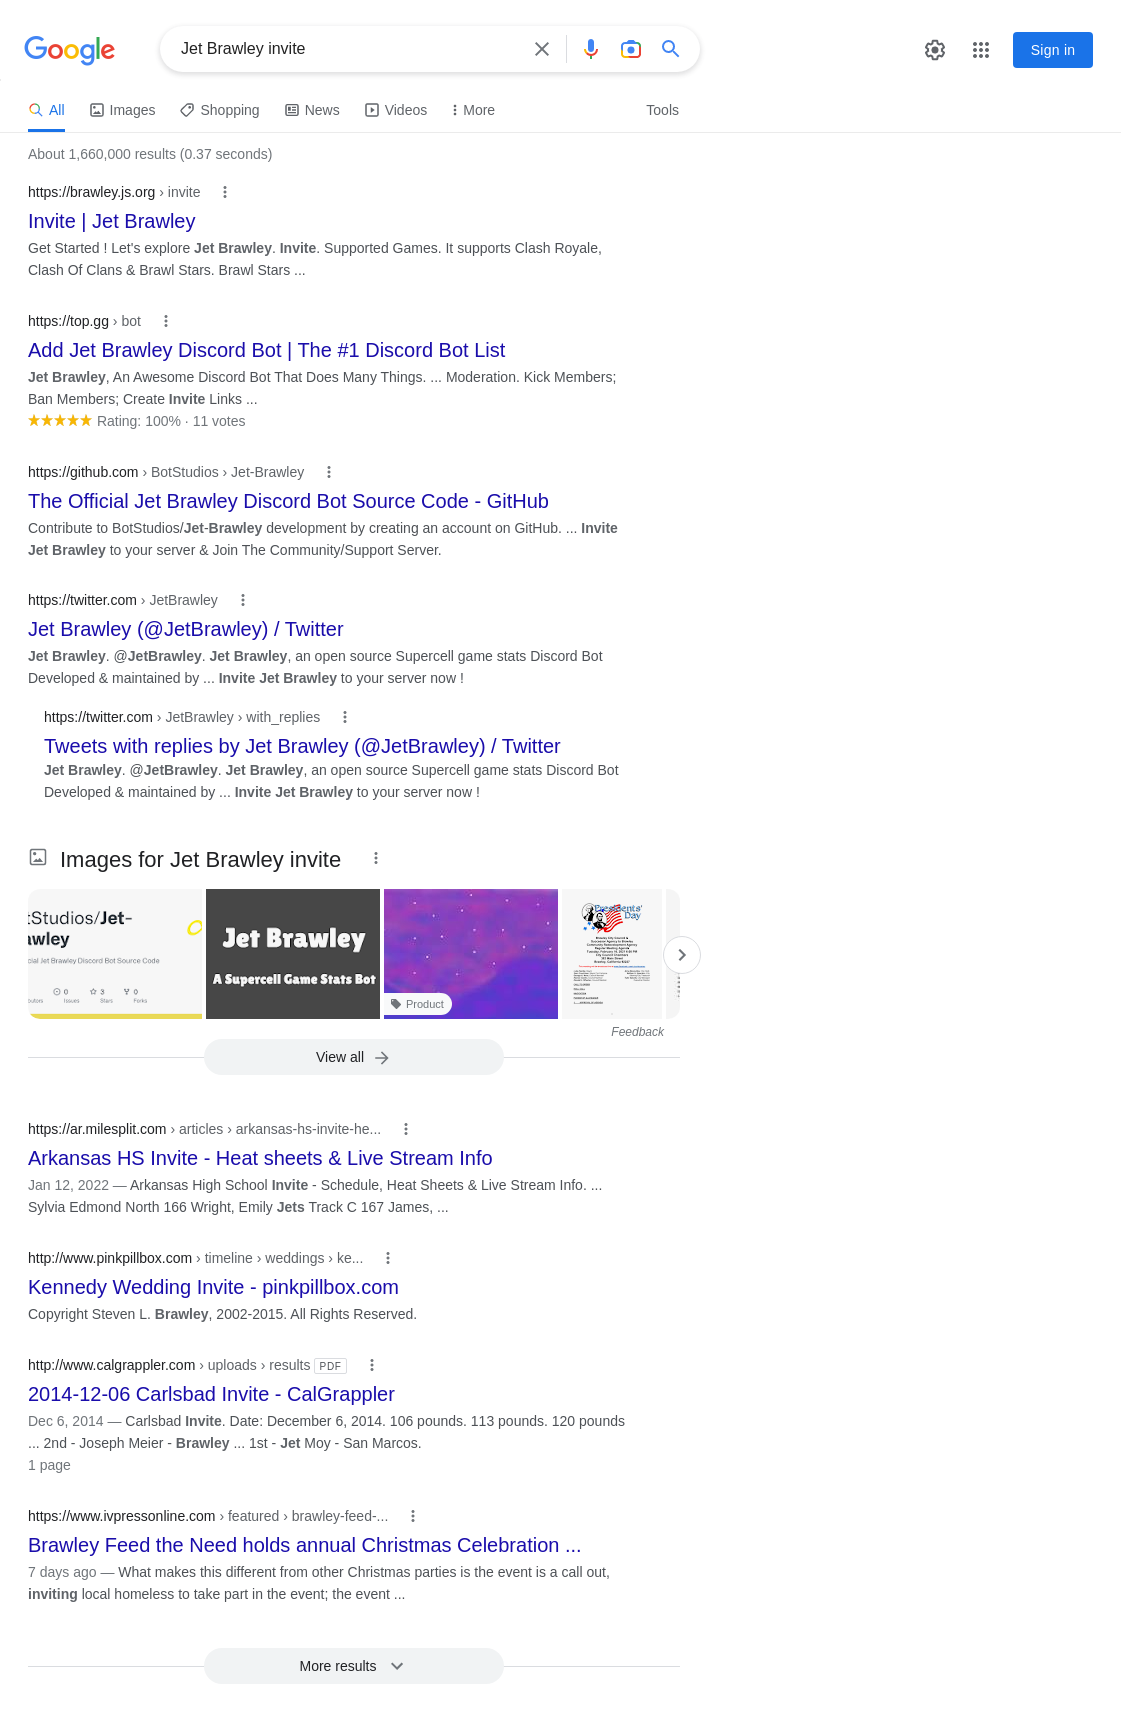 Google
Jet Brawley invite
Sign in
All Images Shopping News Videos More Tools
About 1,660,000 results (0.37 seconds)
https://brawley.js.org › invite
Invite | Jet Brawley
Get Started ! Let's explore Jet Brawley. Invite. Supported Games. It supports Clash Royale,
Clash Of Clans & Brawl Stars. Brawl Stars ...
https://top.gg › bot
Add Jet Brawley Discord Bot | The #1 Discord Bot List
Jet Brawley, An Awesome Discord Bot That Does Many Things. ... Moderation. Kick Members;
Ban Members; Create Invite Links ...
Rating: 100% · 11 votes
https://github.com › BotStudios › Jet-Brawley
The Official Jet Brawley Discord Bot Source Code - GitHub
Contribute to BotStudios/Jet-Brawley development by creating an account on GitHub. ... Invite
Jet Brawley to your server & Join The Community/Support Server.
https://twitter.com › JetBrawley
Jet Brawley (@JetBrawley) / Twitter
Jet Brawley. @JetBrawley. Jet Brawley, an open source Supercell game stats Discord Bot
Developed & maintained by ... Invite Jet Brawley to your server now !
https://twitter.com › JetBrawley › with_replies
Tweets with replies by Jet Brawley (@JetBrawley) / Twitter
Jet Brawley. @JetBrawley. Jet Brawley, an open source Supercell game stats Discord Bot
Developed & maintained by ... Invite Jet Brawley to your server now !
Images for Jet Brawley invite
tStudios/Jet-
awley
cial Jet Brawley Discord Bot Source Code
0 3 0
butors Issues Stars Forks
Jet Brawley
A Supercell Game Stats Bot
Product
Presidents'
Day
Feedback
View all
https://ar.milesplit.com › articles › arkansas-hs-invite-he...
Arkansas HS Invite - Heat sheets & Live Stream Info
Jan 12, 2022 — Arkansas High School Invite - Schedule, Heat Sheets & Live Stream Info. ...
Sylvia Edmond North 166 Wright, Emily Jets Track C 167 James, ...
http://www.pinkpillbox.com › timeline › weddings › ke...
Kennedy Wedding Invite - pinkpillbox.com
Copyright Steven L. Brawley, 2002-2015. All Rights Reserved.
http://www.calgrappler.com › uploads › results PDF
2014-12-06 Carlsbad Invite - CalGrappler
Dec 6, 2014 — Carlsbad Invite. Date: December 6, 2014. 106 pounds. 113 pounds. 120 pounds
... 2nd - Joseph Meier - Brawley ... 1st - Jet Moy - San Marcos.
1 page
https://www.ivpressonline.com › featured › brawley-feed-...
Brawley Feed the Need holds annual Christmas Celebration ...
7 days ago — What makes this different from other Christmas parties is the event is a call out,
inviting local homeless to take part in the event; the event ...
More results